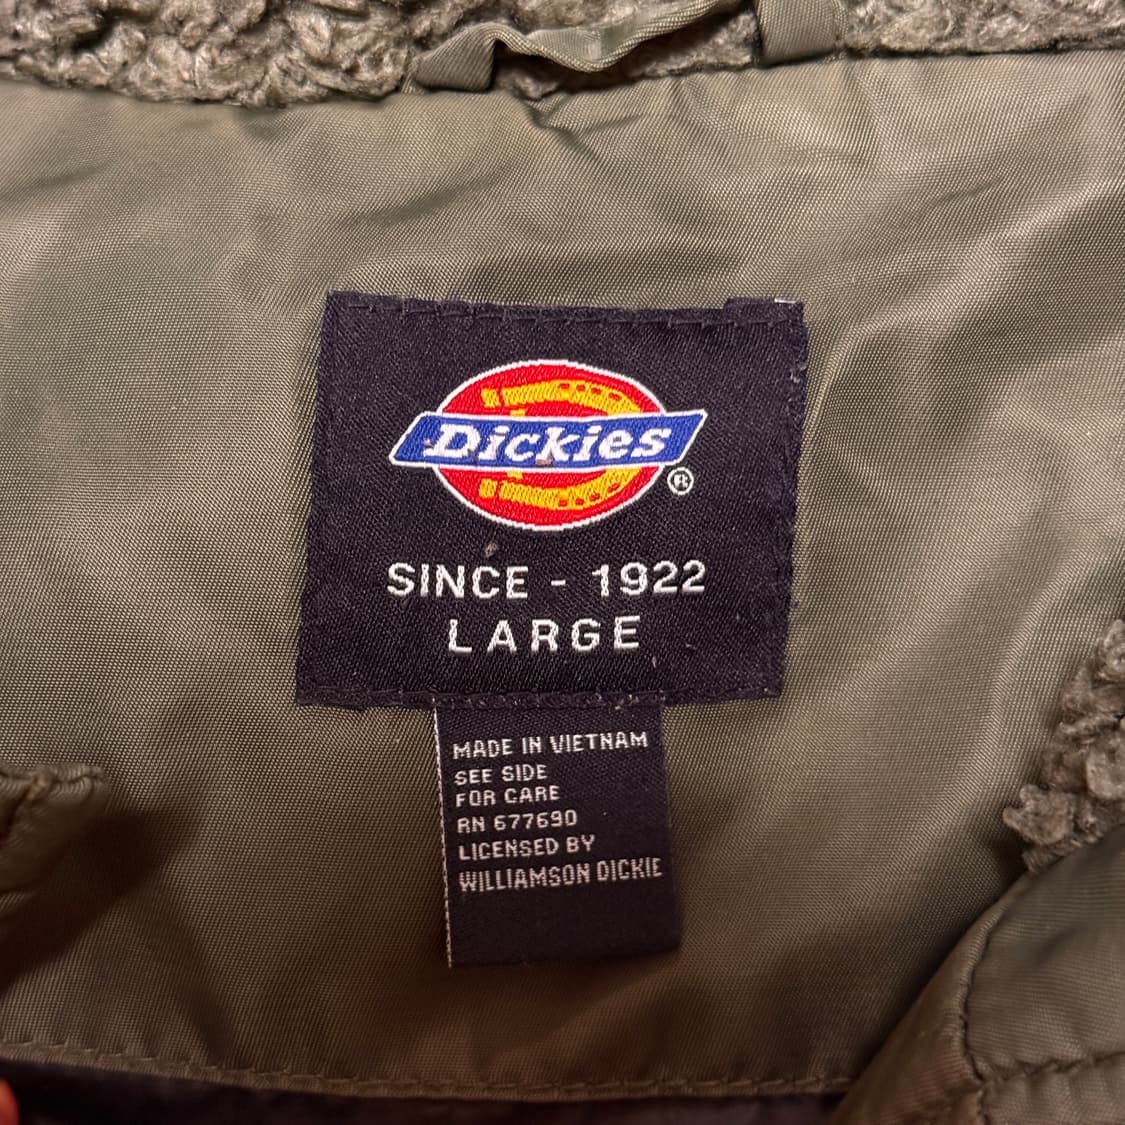 Dickies
®
SINCE - 1922
LARGE
MADE IN VIETNAM
SEE SIDE
FOR CARE
RN 677690
LICENSED BY
WILLIAMSON DICKIE